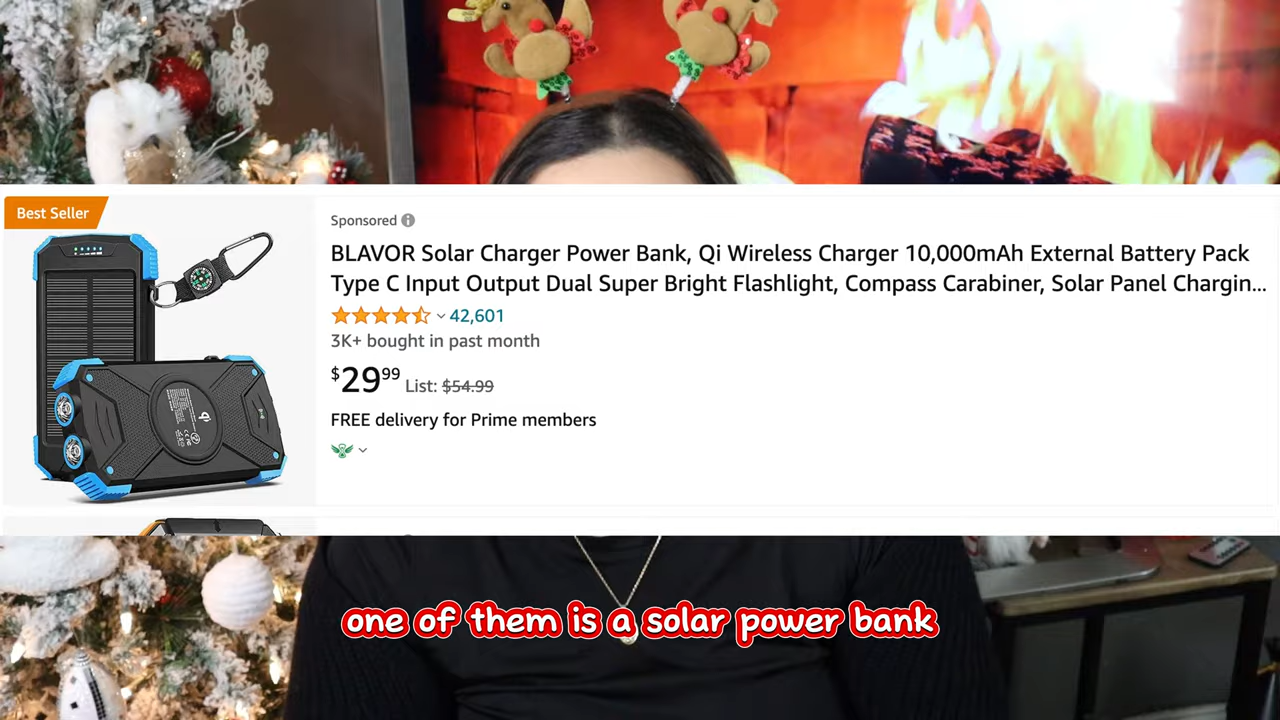 Best Seller
Sponsored
BLAVOR Solar Charger Power Bank, Qi Wireless Charger 10,000mAh External Battery Pack
Type C Input Output Dual Super Bright Flashlight, Compass Carabiner, Solar Panel Chargin...
42,601
3K+ bought in past month
$29.99 List: $54.99
FREE delivery for Prime members
one of them is a solar power bank